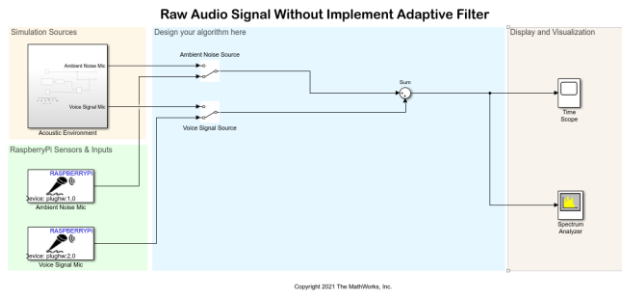 Raw Audio Signal Without Implement Adaptive Filter
Simulation Sources
Design your algorithm here
Display and Visualization
Ambient Noise Source
Ambient Noise Mic
Voice Signal Mic
Acoustic Environment
Voice Signal Source
Sum
Time
Scope
RaspberryPi Sensors & Inputs
RASPBERRYPI
Device: plughw:1,0
Ambient Noise Mic
RASPBERRYPI
Device: plughw:2,0
Voice Signal Mic
Spectrum
Analyzer
Copyright 2021 The MathWorks, Inc.